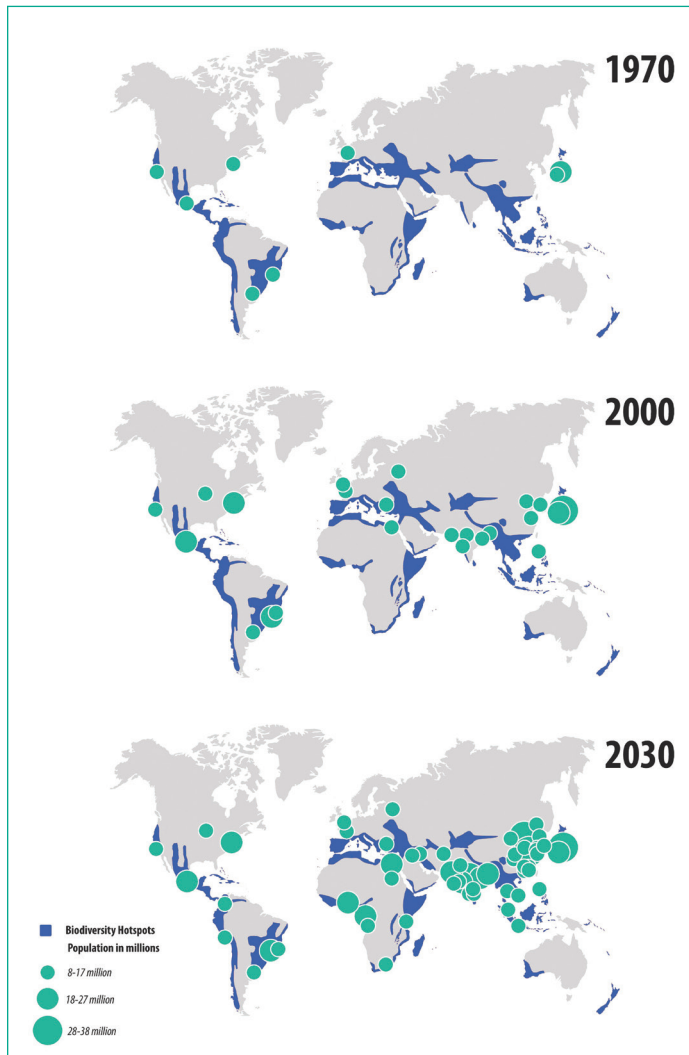 1970
2000
2030
Biodiversity Hotspots
Population in millions
8-17 million
18-27 million
28-38 million